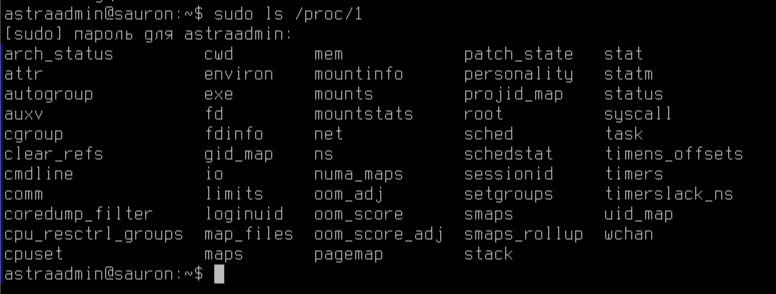 astraadmin@sauron:~$ sudo ls /proc/1
[sudo] пароль для astraadmin:
arch_status cwd mem patch_state stat
attr environ mountinfo personality statm
autogroup exe mounts projid_map status
auxv fd mountstats root syscall
cgroup fdinfo net sched task
clear_refs gid_map ns schedstat timens_offsets
cmdline io numa_maps sessionid timers
comm limits oom_adj setgroups timerslack_ns
coredump_filter loginuid oom_score smaps uid_map
cpu_resctrl_groups map_files oom_score_adj smaps_rollup wchan
cpuset maps pagemap stack
astraadmin@sauron:~$